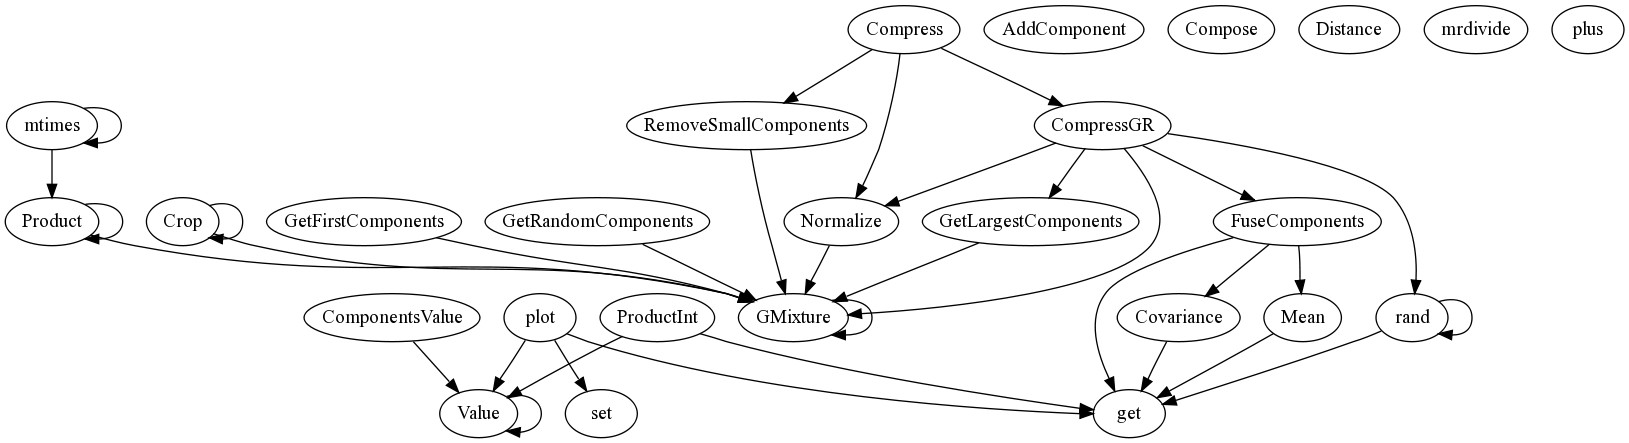 Compress
AddComponent
Compose
Distance
mrdivide
plus
mtimes
RemoveSmallComponents
CompressGR
Product
Crop
GetFirstComponents
GetRandomComponents
Normalize
GetLargestComponents
FuseComponents
ComponentsValue
plot
ProductInt
GMixture
Covariance
Mean
rand
Value
set
get